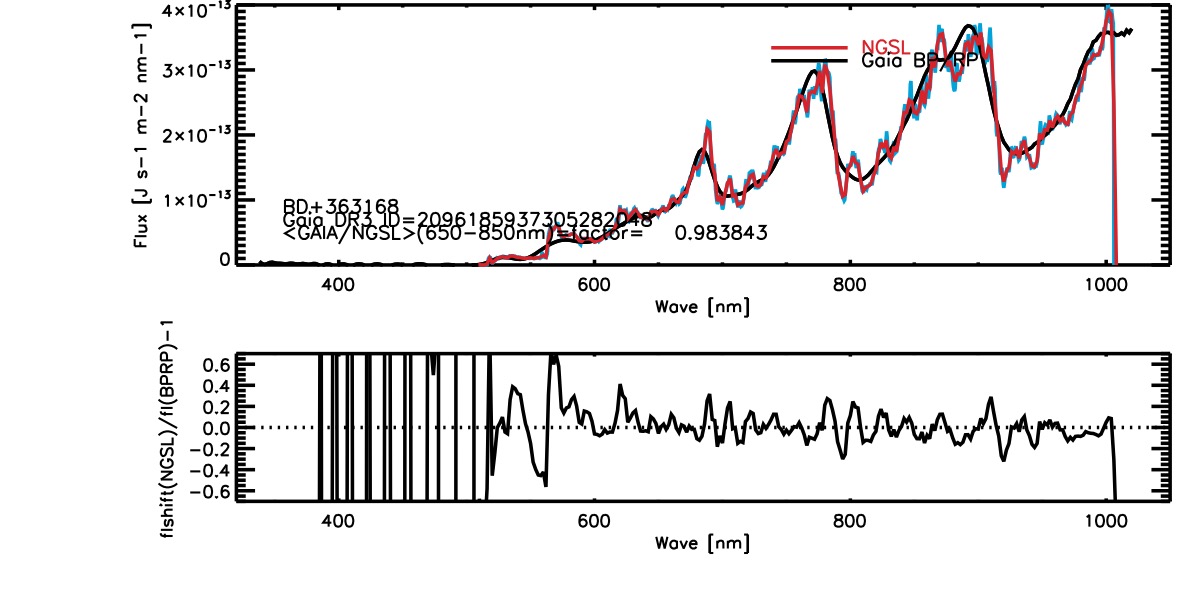 4×10−13
3×10−13
2×10−13
1×10−13
0
Flux [J s−1 m−2 nm−1]
NGSL
Gaia BP/RP
BD+363168
Gaia DR3 ID=2096185937305282048
<GAIA/NGSL>(650−850nm)=factor= 0.983843
400 600 800 1000
Wave [nm]
flshift(NGSL)/fl(BPRP)−1
0.6
0.4
0.2
0.0
−0.2
−0.4
−0.6
400 600 800 1000
Wave [nm]